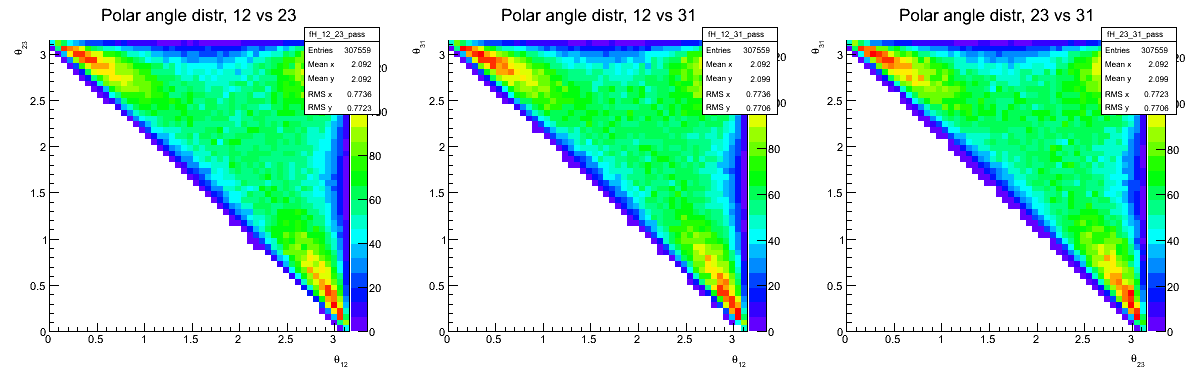 Polar angle distr, 12 vs 23
θ23
fH_12_23_pass
Entries 307559
Mean x 2.092
Mean y 2.092
RMS x 0.7736
RMS y 0.7723
3
2.5
2
1.5
1
0.5
0
0 0.5 1 1.5 2 2.5 3
θ12
20
00
80
60
40
20
0
Polar angle distr, 12 vs 31
θ31
fH_12_31_pass
Entries 307559
Mean x 2.092
Mean y 2.099
RMS x 0.7736
RMS y 0.7706
3
2.5
2
1.5
1
0.5
0
0 0.5 1 1.5 2 2.5 3
θ12
20
00
80
60
40
20
0
Polar angle distr, 23 vs 31
θ31
fH_23_31_pass
Entries 307559
Mean x 2.092
Mean y 2.099
RMS x 0.7723
RMS y 0.7706
3
2.5
2
1.5
1
0.5
0
0 0.5 1 1.5 2 2.5 3
θ23
20
00
80
60
40
20
0